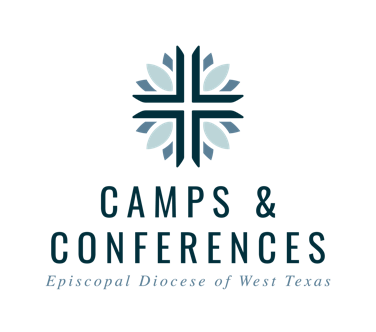 CAMPS &
CONFERENCES
Episcopal Diocese of West Texas